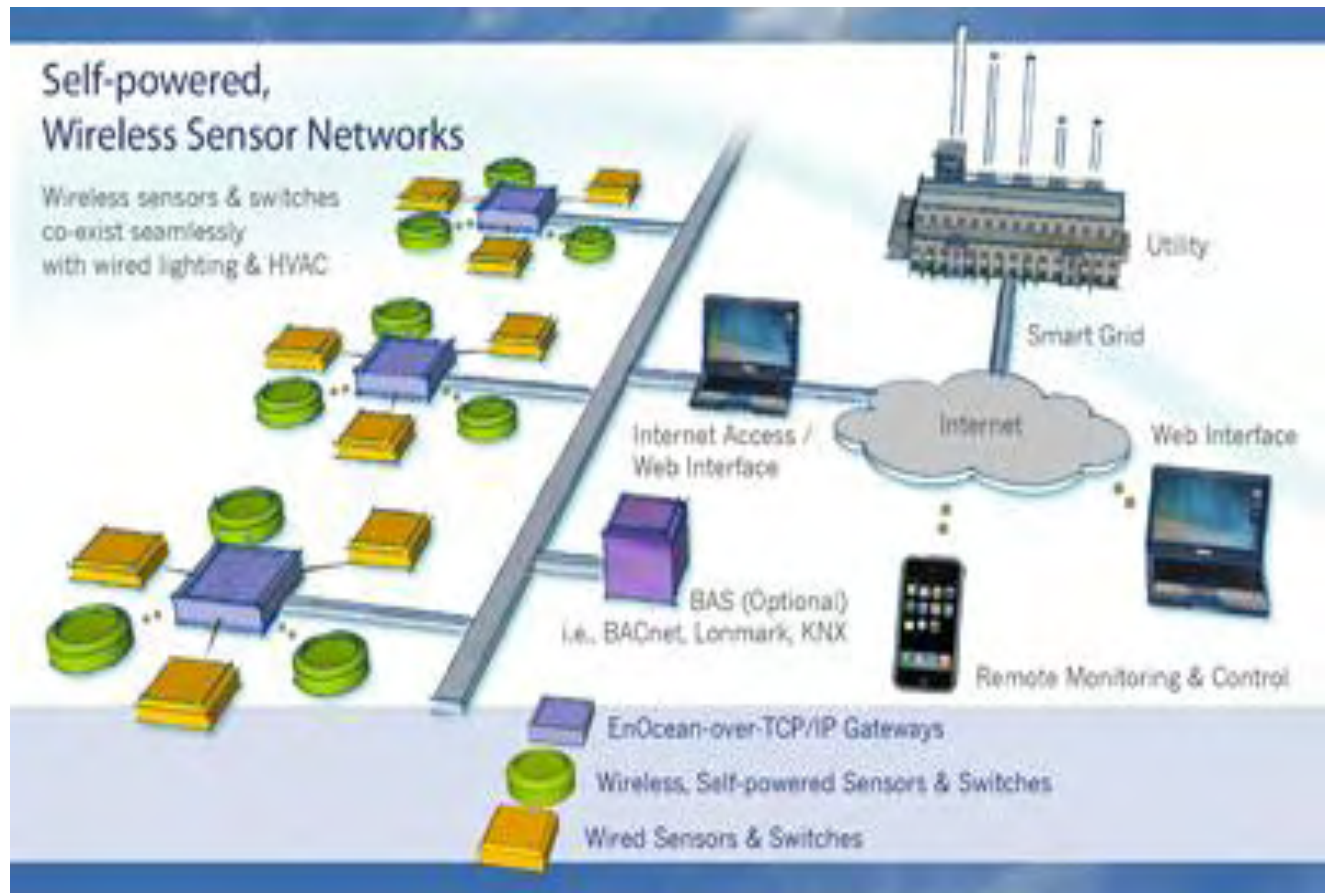 Self-powered,
Wireless Sensor Networks
Wireless sensors & switches
co-exist seamlessly
with wired lighting & HVAC
Utility
Smart Grid
Internet
Web Interface
Internet Access /
Web Interface
BAS (Optional)
i.e., BACnet, Lonmark, KNX
Remote Monitoring & Control
EnOcean-over-TCP/IP Gateways
Wireless, Self-powered Sensors & Switches
Wired Sensors & Switches